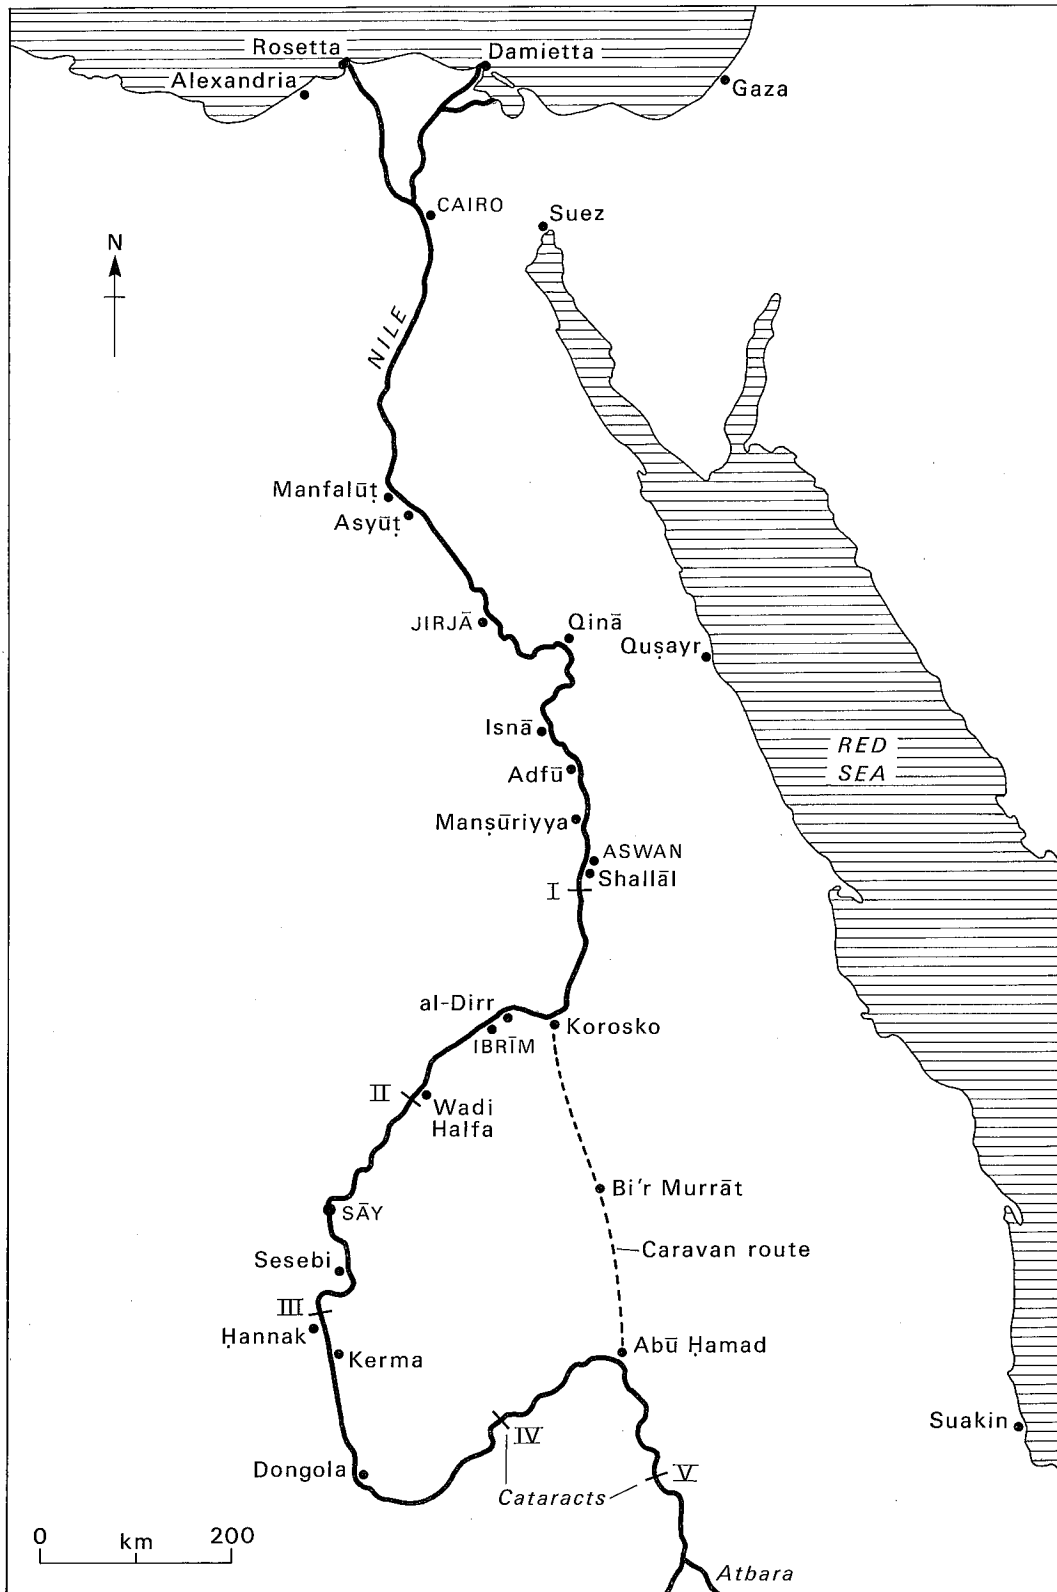 Rosetta
Damietta
Alexandria
Gaza
CAIRO
Suez
N
NILE
Manfalūṭ
Asyūṭ
JIRJĀ
Qinā
Quṣayr
Isnā
RED
SEA
Adfū
Manṣūriyya
ASWAN
Shallāl
I
al-Dirr
Korosko
IBRĪM
II
Wadi
Halfa
Bi'r Murrāt
SĀY
Caravan route
Sesebi
III
Ḥannak
Kerma
Abū Ḥamad
Suakin
IV
Dongola
V
Cataracts
0 km 200
Atbara